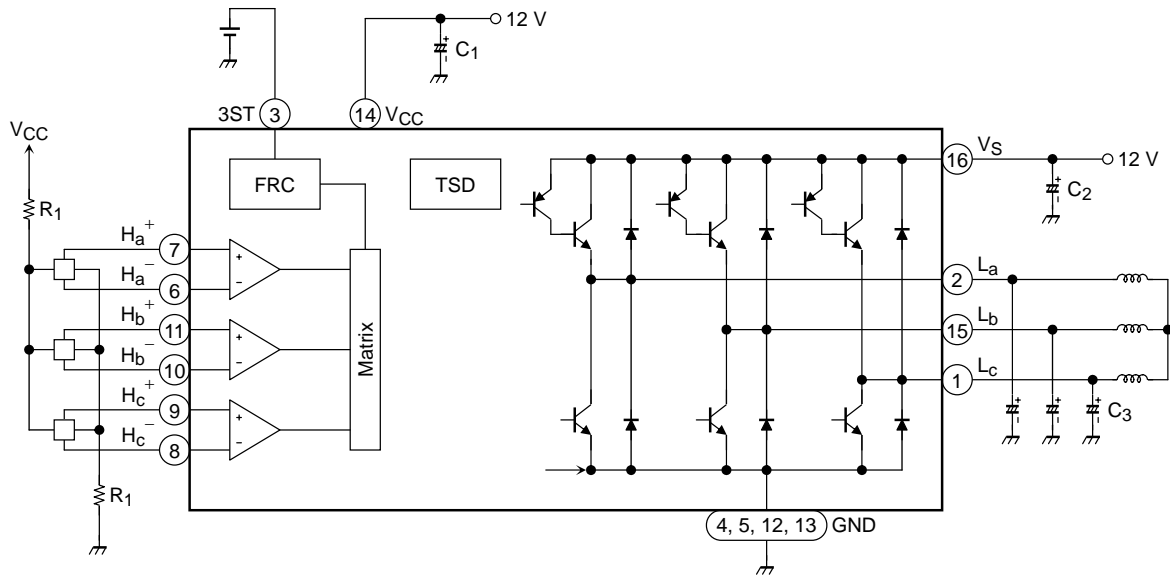 12 V
+
-
C1
3ST
3
14
VCC
VCC
FRC
TSD
16
VS
12 V
+
-
C2
R1
Ha+
7
+
Ha-
6
-
Hb+
11
+
Hb-
10
-
Hc+
9
+
Hc-
8
-
Matrix
2
La
15
Lb
1
Lc
+
-
+
-
+
-
C3
R1
4, 5, 12, 13
GND